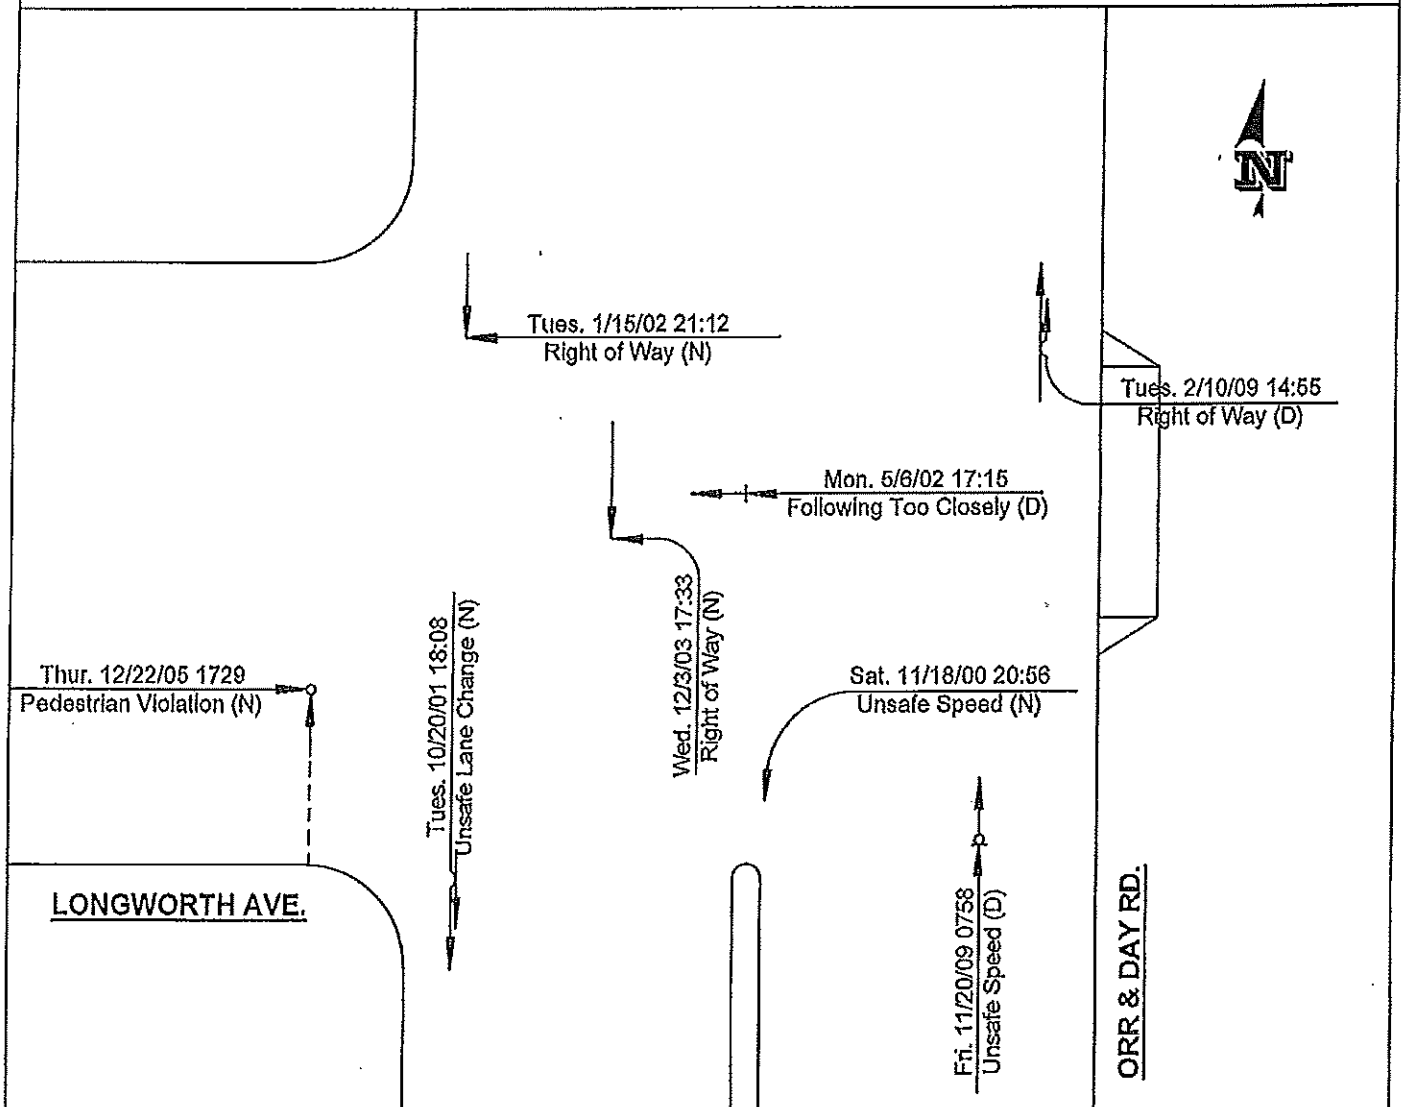 N
Tues. 1/15/02 21:12
Right of Way (N)
Tues. 2/10/09 14:55
Right of Way (D)
Mon. 5/6/02 17:15
Following Too Closely (D)
Wed. 12/3/03 17:33
Right of Way (N)
Tues. 10/20/01 18:08
Unsafe Lane Change (N)
Thur. 12/22/05 1729
Pedestrian Violation (N)
Sat. 11/18/00 20:56
Unsafe Speed (N)
Fri. 11/20/09 0758
Unsafe Speed (D)
LONGWORTH AVE.
ORR & DAY RD.